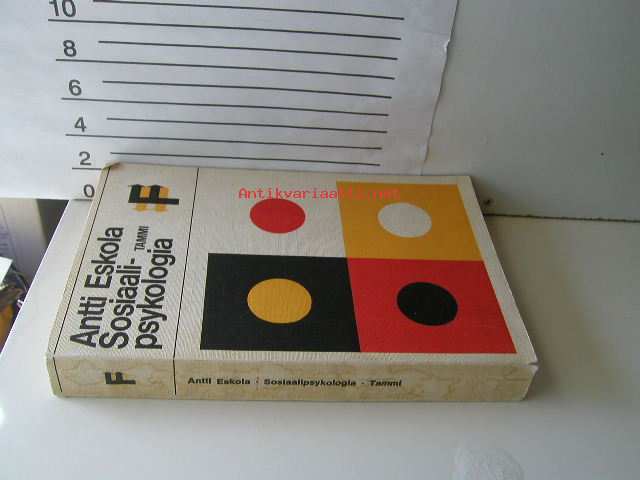 10
8
6
4
2
0
Antikvariaatti.net
F
Antti Eskola
Sosiaali-
psykologia
TAMMI
F
Antti Eskola · Sosiaalipsykologia · Tammi